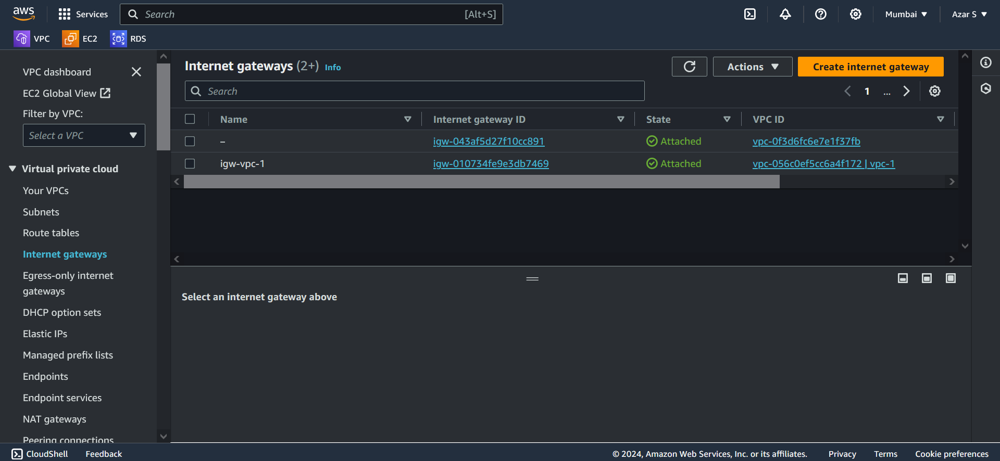 aws Services Search [Alt+S] Mumbai Azar S
VPC EC2 RDS
VPC dashboard
EC2 Global View
Filter by VPC:
Select a VPC
Virtual private cloud
Your VPCs
Subnets
Route tables
Internet gateways
Egress-only internet
gateways
DHCP option sets
Elastic IPs
Managed prefix lists
Endpoints
Endpoint services
NAT gateways
Peering connections
Internet gateways (2+) Info
Actions
Create internet gateway
Search
1 ...
Name Internet gateway ID State VPC ID
– igw-043af5d27f10cc891 Attached vpc-0f3d6fc6e7e1f37fb
igw-vpc-1 igw-010734fe9e3db7469 Attached vpc-056c0ef5cc6a4f172 | vpc-1
Select an internet gateway above
CloudShell Feedback © 2024, Amazon Web Services, Inc. or its affiliates. Privacy Terms Cookie preferences